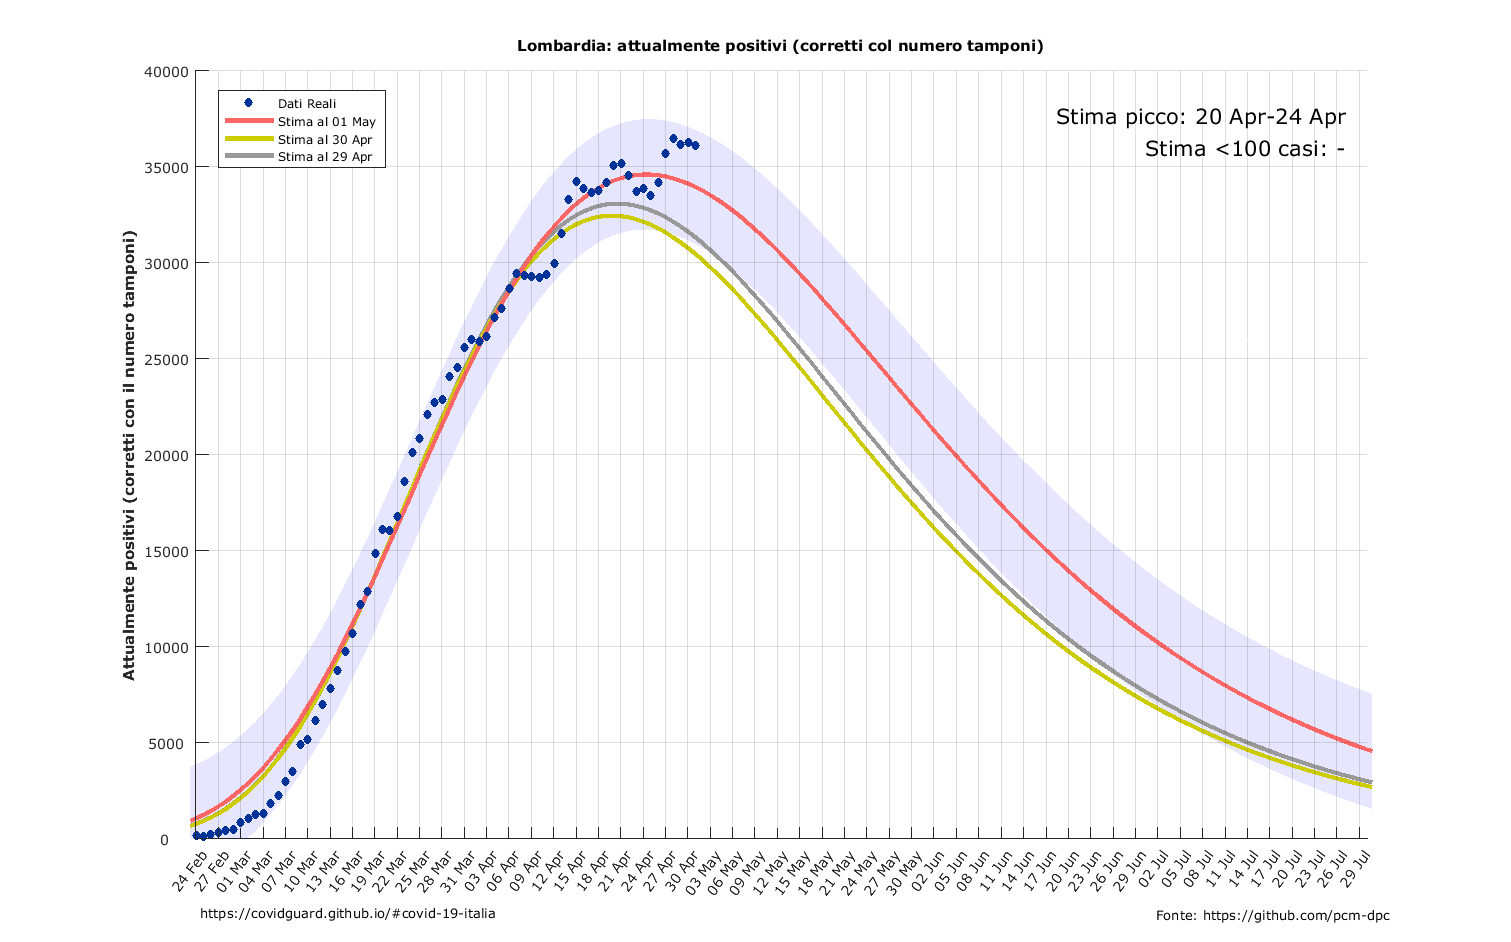 Lombardia: attualmente positivi (corretti col numero tamponi)
Attualmente positivi (corretti con il numero tamponi)
40000
35000
30000
25000
20000
15000
10000
5000
0
Dati Reali
Stima al 01 May
Stima al 30 Apr
Stima al 29 Apr
Stima picco: 20 Apr-24 Apr
Stima <100 casi: -
24 Feb
27 Feb
01 Mar
04 Mar
07 Mar
10 Mar
13 Mar
16 Mar
19 Mar
22 Mar
25 Mar
28 Mar
31 Mar
03 Apr
06 Apr
09 Apr
12 Apr
15 Apr
18 Apr
21 Apr
24 Apr
27 Apr
30 Apr
03 May
06 May
09 May
12 May
15 May
18 May
21 May
24 May
27 May
30 May
02 Jun
05 Jun
08 Jun
11 Jun
14 Jun
17 Jun
20 Jun
23 Jun
26 Jun
29 Jun
02 Jul
05 Jul
08 Jul
11 Jul
14 Jul
17 Jul
20 Jul
23 Jul
26 Jul
29 Jul
https://covidguard.github.io/#covid-19-italia
Fonte: https://github.com/pcm-dpc